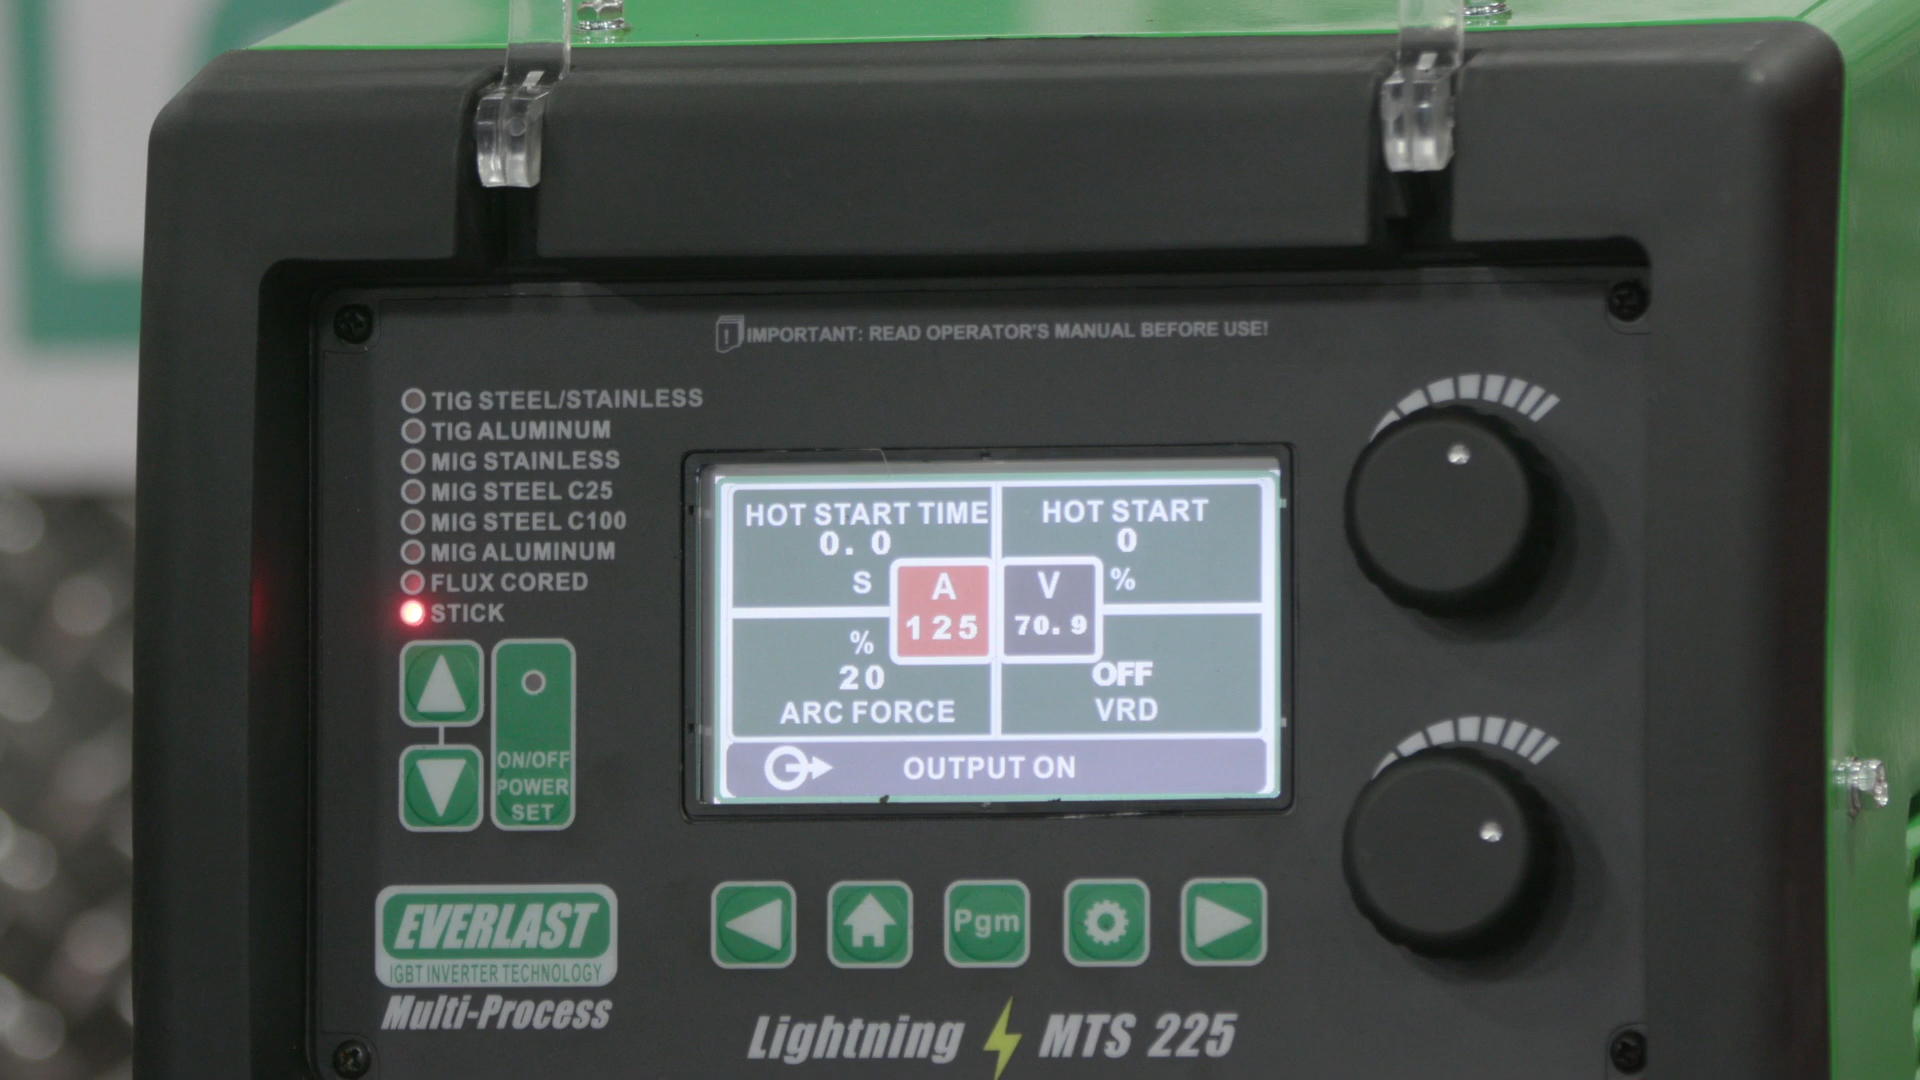 IMPORTANT: READ OPERATOR'S MANUAL BEFORE USE!
TIG STEEL/STAINLESS
TIG ALUMINUM
MIG STAINLESS
MIG STEEL C25
MIG STEEL C100
MIG ALUMINUM
FLUX CORED
STICK
ON/OFF
POWER
SET
HOT START TIME
0.0
S
HOT START
0
%
A
125
V
70.9
%
20
ARC FORCE
OFF
VRD
OUTPUT ON
Pgm
EVERLAST
IGBT INVERTER TECHNOLOGY
Multi-Process
Lightning MTS 225